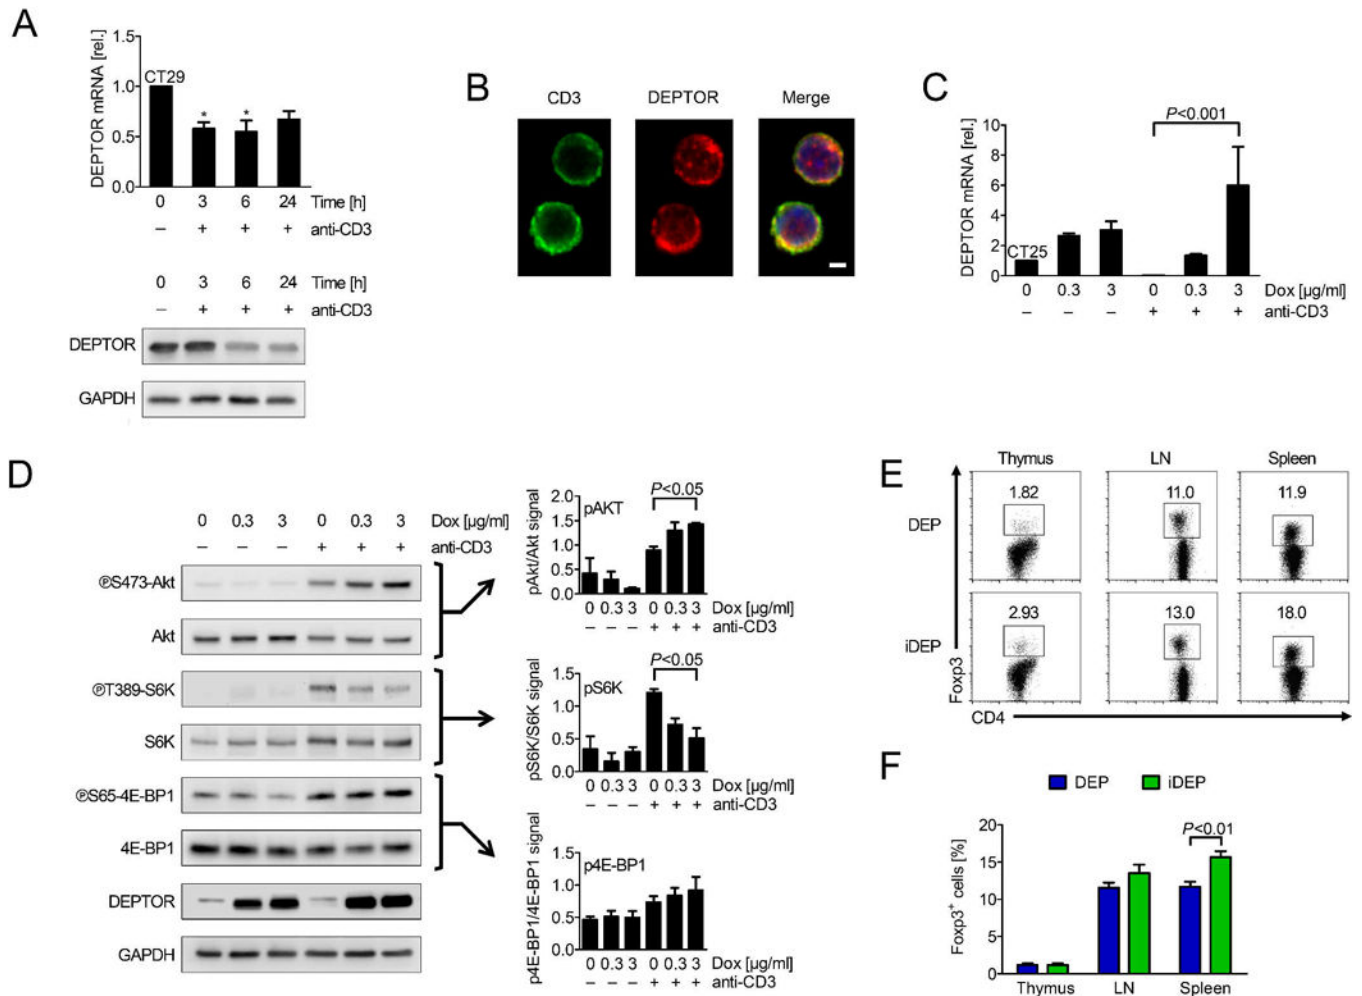 A
DEPTOR mRNA [rel.]
1.5
1.0
0.5
0.0
CT29
* *
0 3 6 24 Time [h]
– + + + anti-CD3
0 3 6 24 Time [h]
– + + + anti-CD3
DEPTOR
GAPDH
B
CD3 DEPTOR Merge
C
P<0.001
DEPTOR mRNA [rel.]
10
8
6
4
2
0
CT25
0 0.3 3 0 0.3 3 Dox [µg/ml]
– – – + + + anti-CD3
D
0 0.3 3 0 0.3 3 Dox [µg/ml]
– – – + + + anti-CD3
ⓅS473-Akt
Akt
ⓅT389-S6K
S6K
ⓅS65-4E-BP1
4E-BP1
DEPTOR
GAPDH
P<0.05
pAKT
pAkt/Akt signal
2.0
1.5
1.0
0.5
0.0
0 0.3 3 0 0.3 3 Dox [µg/ml]
– – – + + + anti-CD3
P<0.05
pS6K
pS6K/S6K signal
1.5
1.0
0.5
0.0
0 0.3 3 0 0.3 3 Dox [µg/ml]
– – – + + + anti-CD3
p4E-BP1
p4E-BP1/4E-BP1 signal
1.5
1.0
0.5
0.0
0 0.3 3 0 0.3 3 Dox [µg/ml]
– – – + + + anti-CD3
E
Thymus LN Spleen
DEP
1.82 11.0 11.9
iDEP
2.93 13.0 18.0
Foxp3
CD4
F
DEP iDEP
P<0.01
Foxp3+ cells [%]
20
15
10
5
0
Thymus LN Spleen